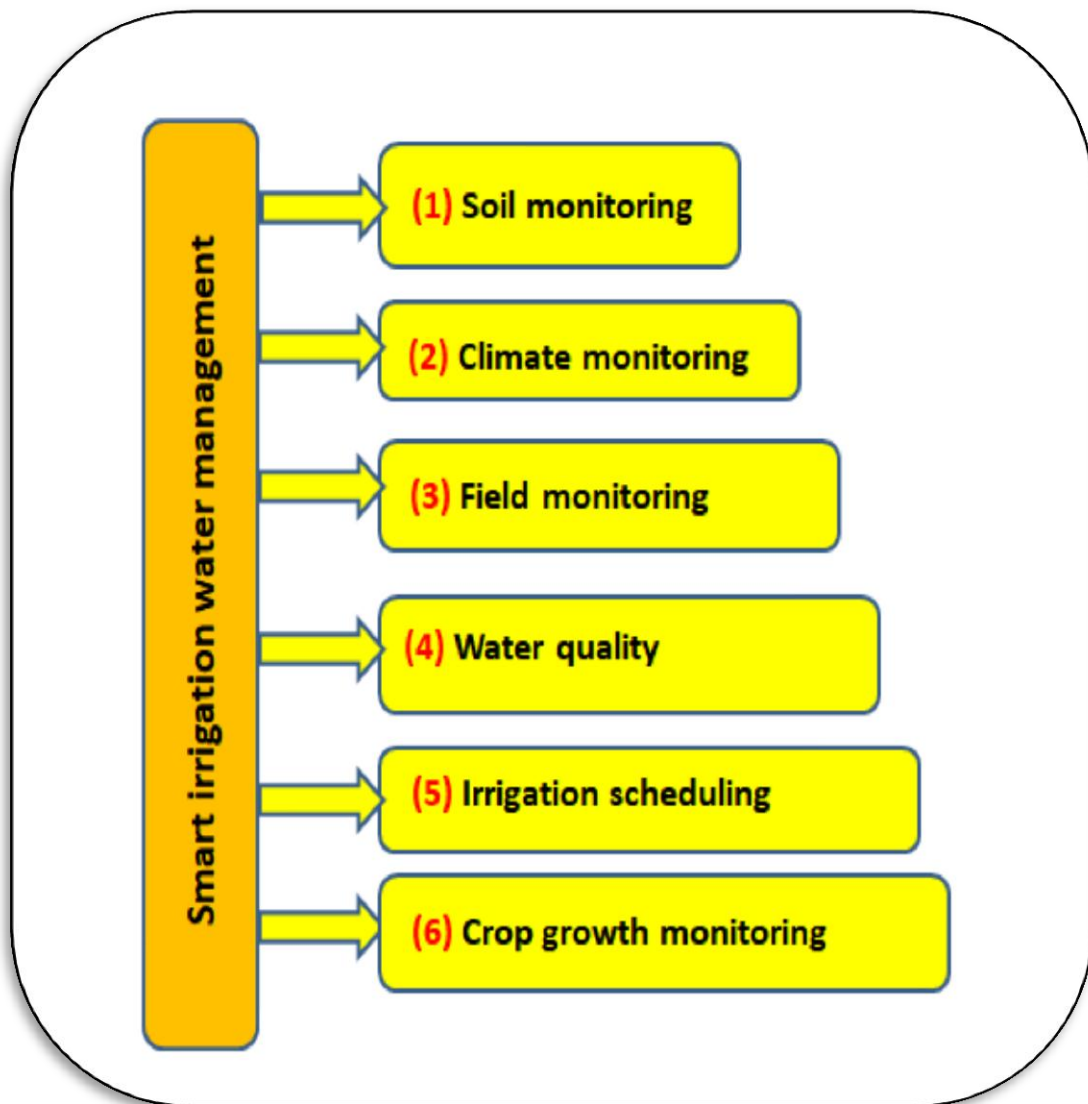 Smart irrigation water management
(1) Soil monitoring
(2) Climate monitoring
(3) Field monitoring
(4) Water quality
(5) Irrigation scheduling
(6) Crop growth monitoring